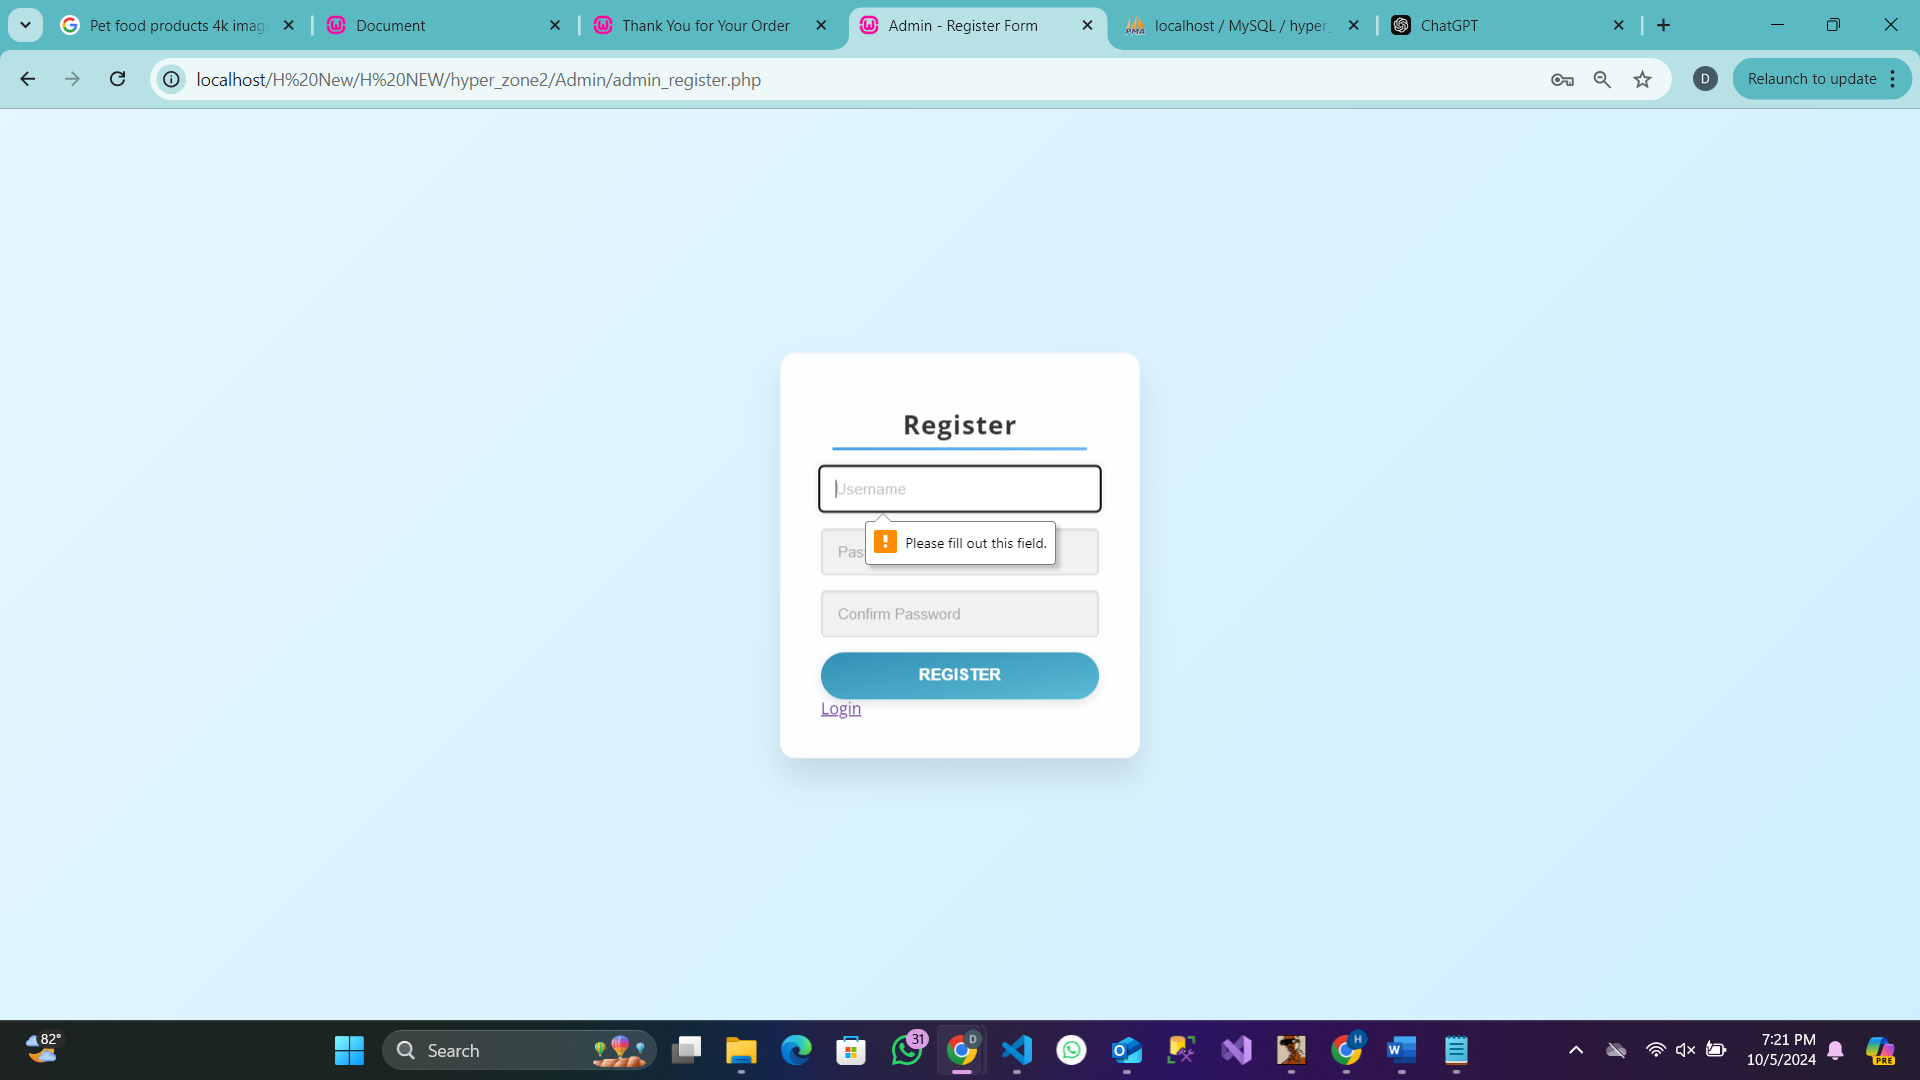 Pet food products 4k imag
Document
Thank You for Your Order
Admin - Register Form
localhost / MySQL / hyper_
ChatGPT
localhost/H%20New/H%20NEW/hyper_zone2/Admin/admin_register.php
D
Relaunch to update
Register
Username
Please fill out this field.
Pas
Confirm Password
REGISTER
Login
82°
Search
31
D
H
7:21 PM
10/5/2024
PRE